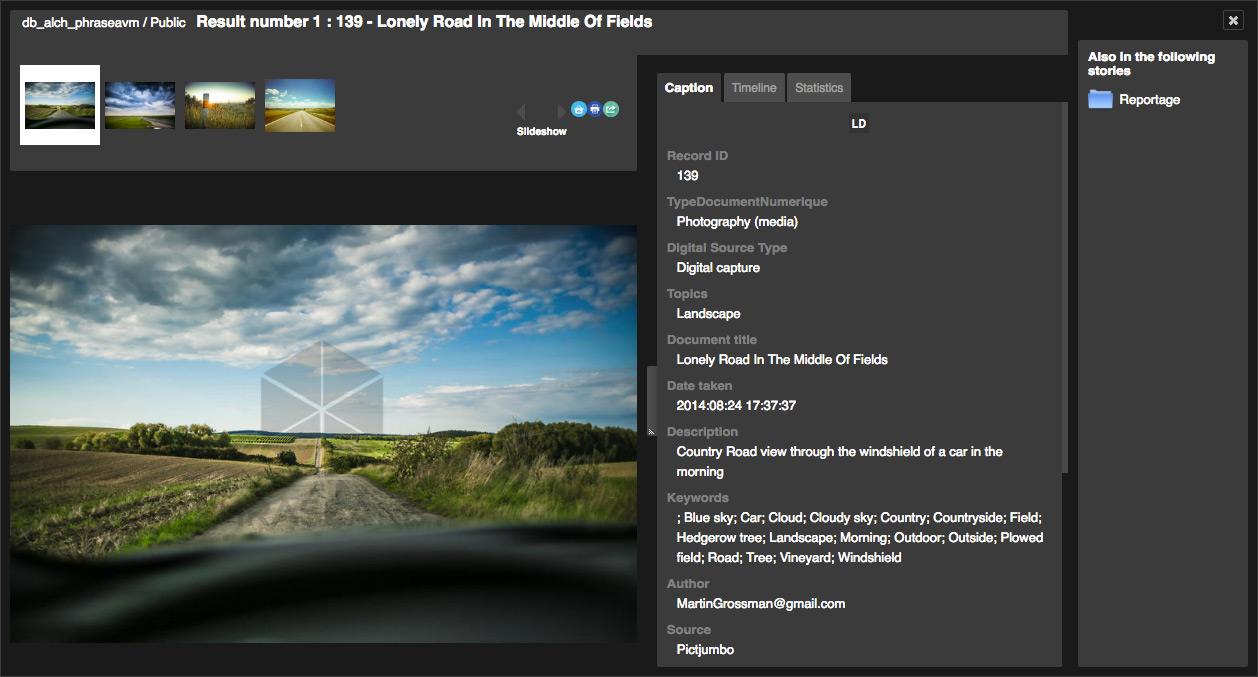 db_alch_phraseavm / Public Result number 1 : 139 - Lonely Road In The Middle Of Fields
Slideshow
Caption Timeline Statistics
LD
Record ID
139
TypeDocumentNumerique
Photography (media)
Digital Source Type
Digital capture
Topics
Landscape
Document title
Lonely Road In The Middle Of Fields
Date taken
2014:08:24 17:37:37
Description
Country Road view through the windshield of a car in the
morning
Keywords
; Blue sky; Car; Cloud; Cloudy sky; Country; Countryside; Field;
Hedgerow tree; Landscape; Morning; Outdoor; Outside; Plowed
field; Road; Tree; Vineyard; Windshield
Author
MartinGrossman@gmail.com
Source
Pictjumbo
Also in the following
stories
Reportage